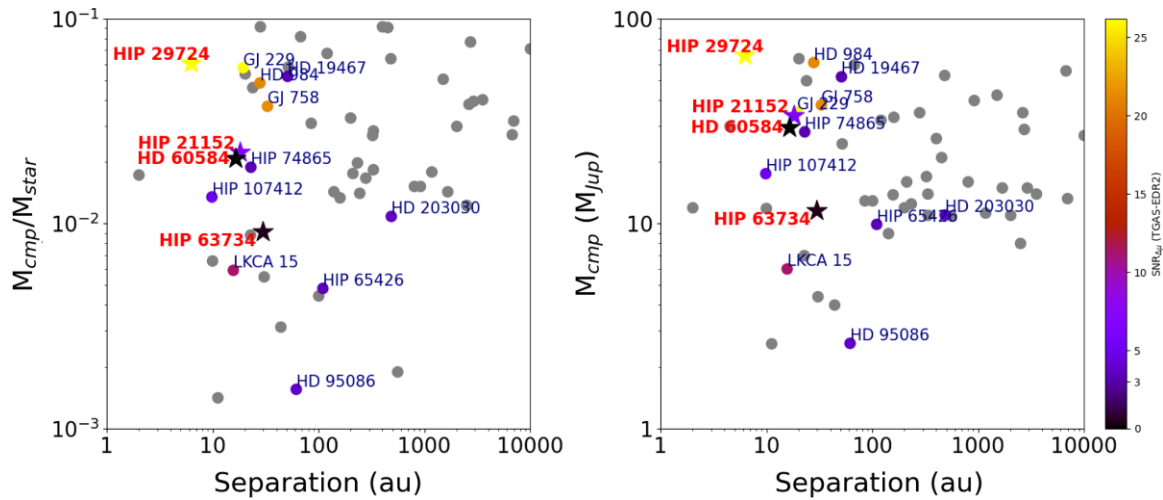 10⁻¹
10⁻²
10⁻³
M_cmp/M_star
HIP 29724
GJ 229
HD 984
HD 19467
GJ 758
HIP 21152
HD 60584
HIP 74865
HIP 107412
HD 203030
HIP 63734
LKCA 15
HIP 65426
HD 95086
1 10 100 1000 10000
Separation (au)
100
10
1
M_cmp (M_Jup)
HIP 29724
HD 984
HD 19467
GJ 758
HIP 21152
GJ 229
HD 60584
HIP 74865
HIP 107412
HIP 63734
HIP 65426
HD 203030
LKCA 15
HD 95086
1 10 100 1000 10000
Separation (au)
25
20
15
10
5
3
0
SNR_Δμ (TGAS-EDR2)